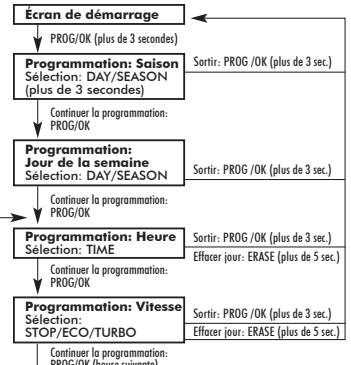 Écran de démarrage
PROG/OK (plus de 3 secondes)
Programmation: Saison
Sélection: DAY/SEASON
(plus de 3 secondes)
Sortir: PROG /OK (plus de 3 sec.)
Continuer la programmation:
PROG/OK
Programmation:
Jour de la semaine
Sélection: DAY/SEASON
Sortir: PROG /OK (plus de 3 sec.)
Continuer la programmation:
PROG/OK
Programmation: Heure
Sélection: TIME
Sortir: PROG /OK (plus de 3 sec.)
Effacer jour: ERASE (plus de 5 sec.)
Continuer la programmation:
PROG/OK
Programmation: Vitesse
Sélection:
STOP/ECO/TURBO
Sortir: PROG /OK (plus de 3 sec.)
Effacer jour: ERASE (plus de 5 sec.)
Continuer la programmation:
PROG/OK (heure suivante)